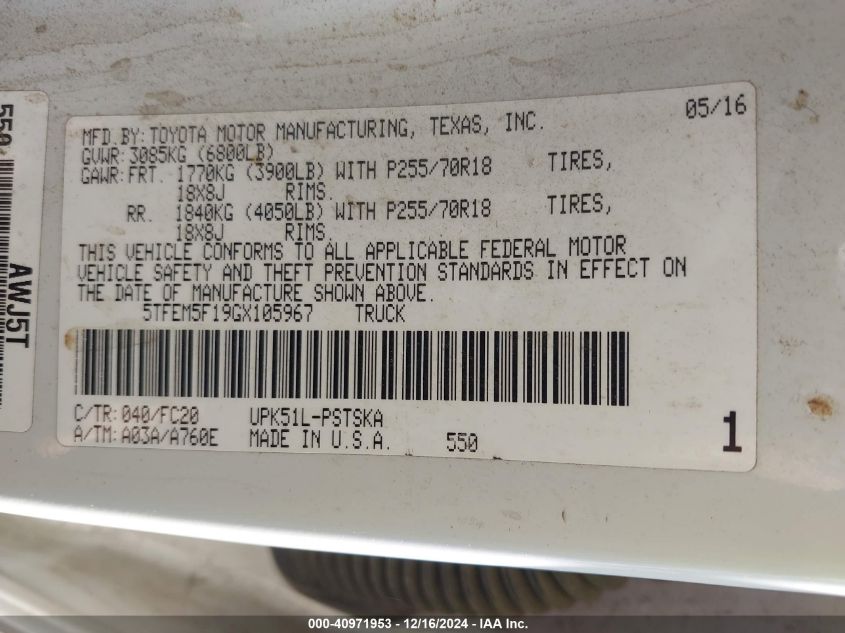 MFD.BY: TOYOTA MOTOR MANUFACTURING, TEXAS, INC. 05/16
GVWR: 3085KG (6800LB)
GAWR: FRT. 1770KG (3900LB) WITH P255/70R18 TIRES,
18X8J RIMS.
RR. 1840KG (4050LB) WITH P255/70R18 TIRES,
18X8J RIMS.
THIS VEHICLE CONFORMS TO ALL APPLICABLE FEDERAL MOTOR
VEHICLE SAFETY AND THEFT PREVENTION STANDARDS IN EFFECT ON
THE DATE OF MANUFACTURE SHOWN ABOVE.
5TFEM5F19GX105967 TRUCK
C/TR: 040/FC20 UPK51L-PSTSKA
A/TM: A03A/A760E MADE IN U.S.A. 550 1
550
AWJ5T
000-40971953 - 12/16/2024 - IAA Inc.